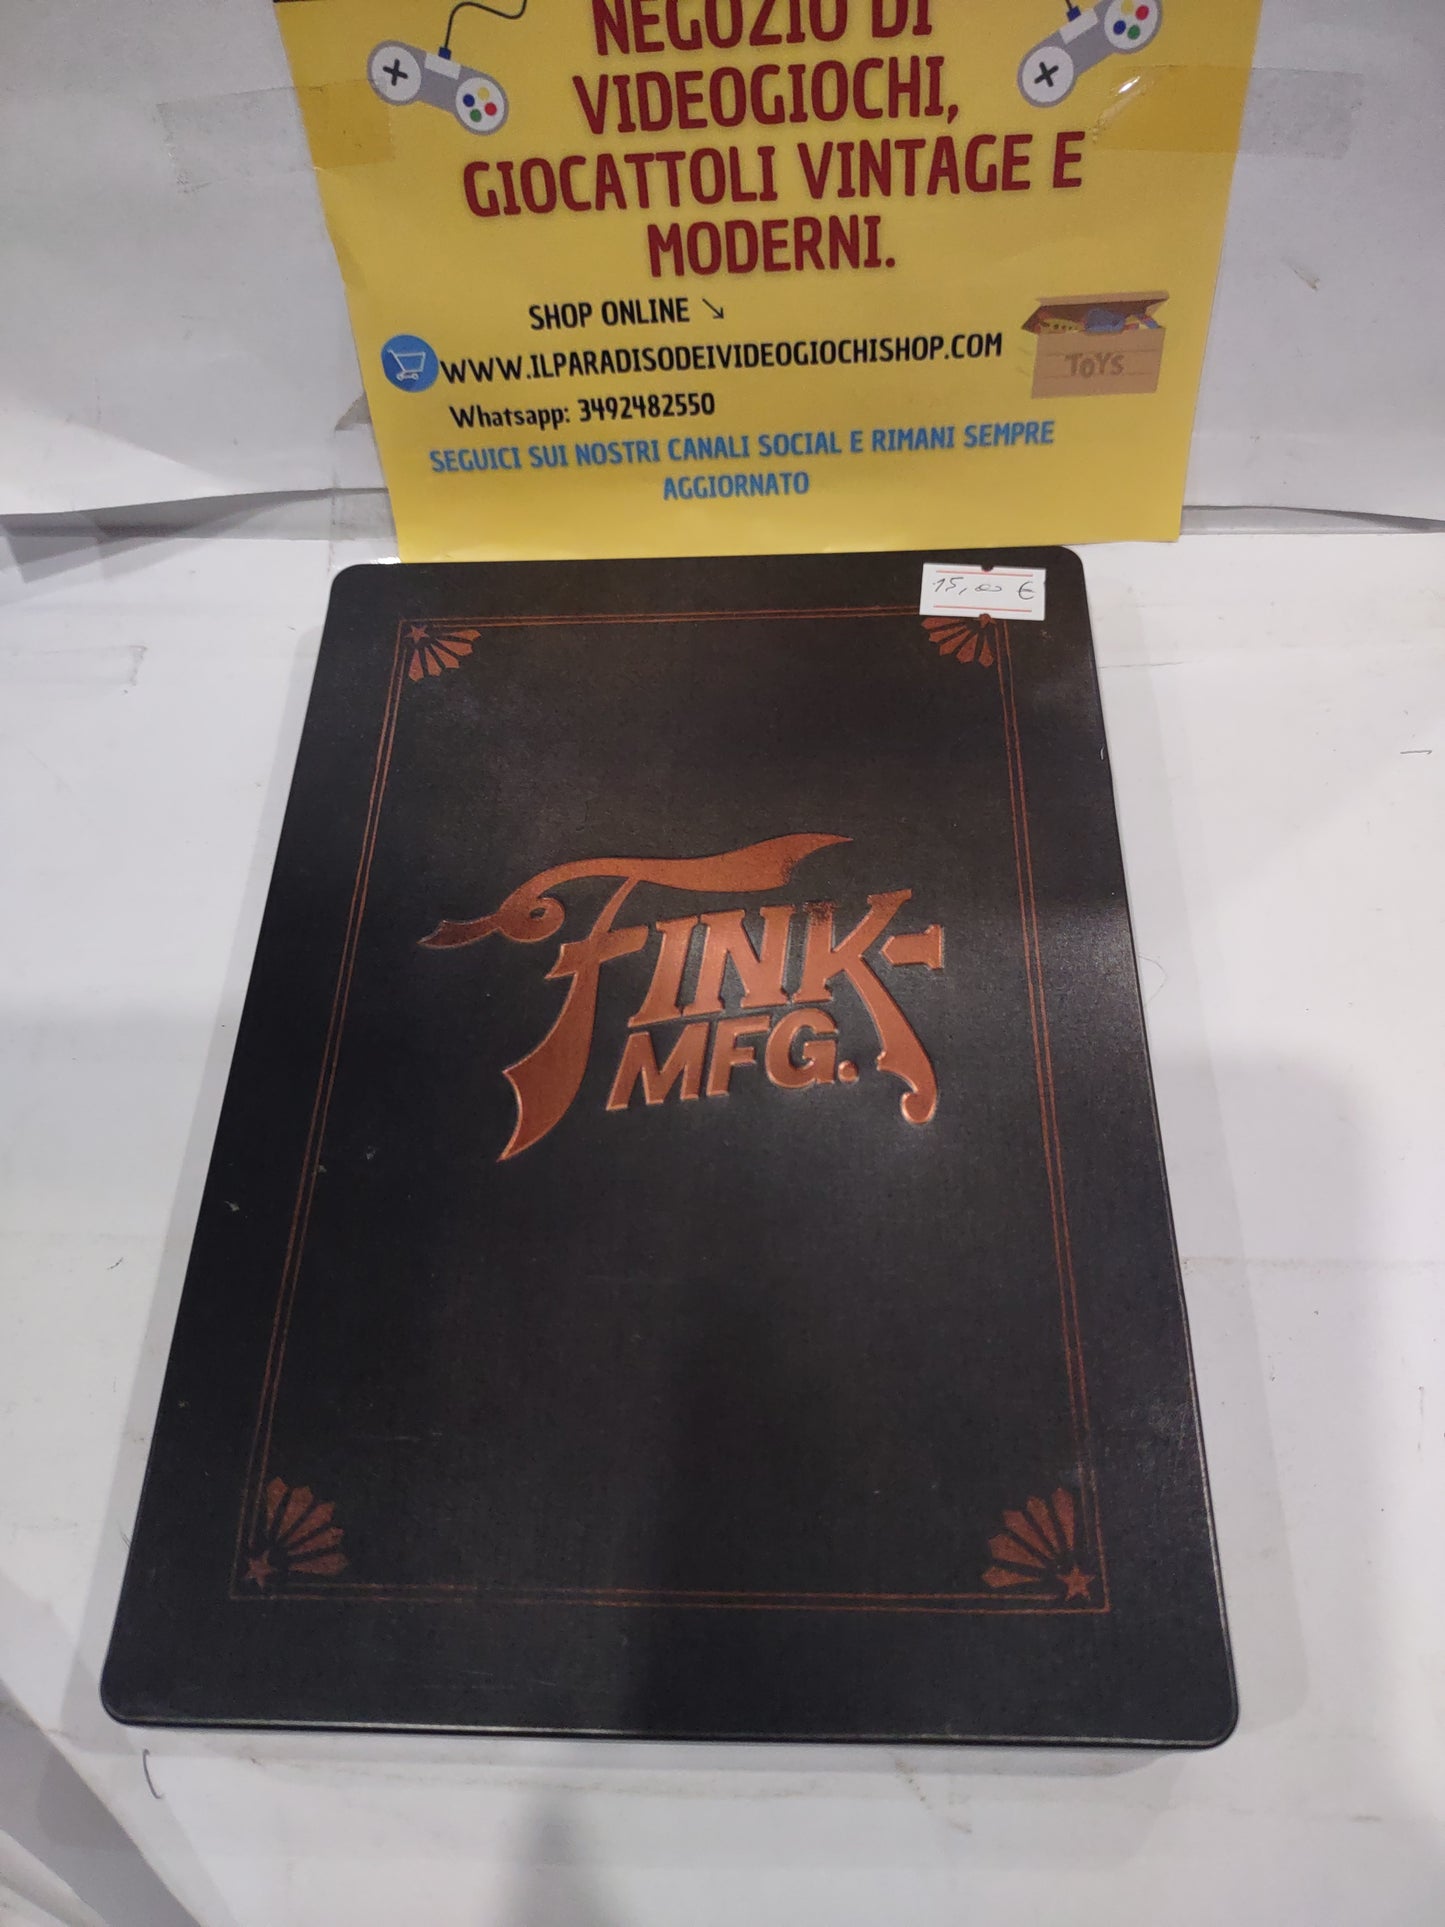 NEGOZIO DI
VIDEOGIOCHI,
GIOCATTOLI VINTAGE E
MODERNI.
SHOP ONLINE ↘
WWW.ILPARADISODEIVIDEOGIOCHISHOP.COM
TOYS
Whatsapp: 3492482550
SEGUICI SUI NOSTRI CANALI SOCIAL E RIMANI SEMPRE
AGGIORNATO
15,00 €
FINK
MFG.